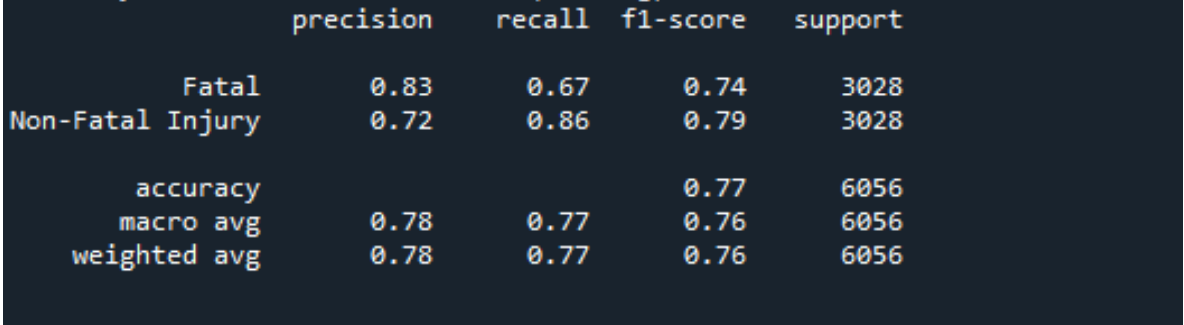 precision recall f1-score support
Fatal 0.83 0.67 0.74 3028
Non-Fatal Injury 0.72 0.86 0.79 3028
accuracy 0.77 6056
macro avg 0.78 0.77 0.76 6056
weighted avg 0.78 0.77 0.76 6056